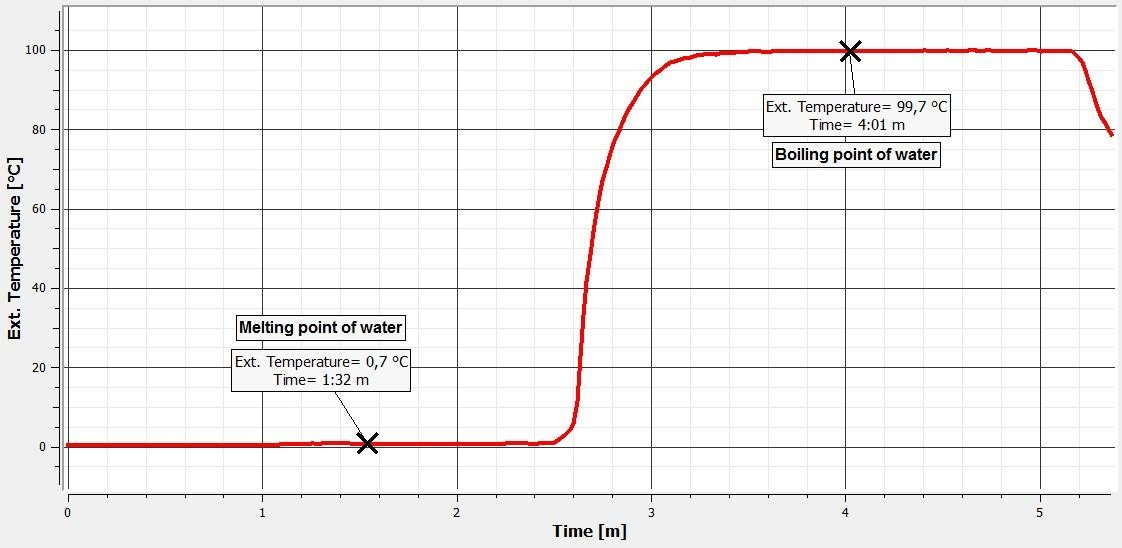 100
80
60
40
20
0
Ext. Temperature [°C]
Melting point of water
Ext. Temperature= 0,7 °C
Time= 1:32 m
Ext. Temperature= 99,7 °C
Time= 4:01 m
Boiling point of water
0 1 2 3 4 5
Time [m]